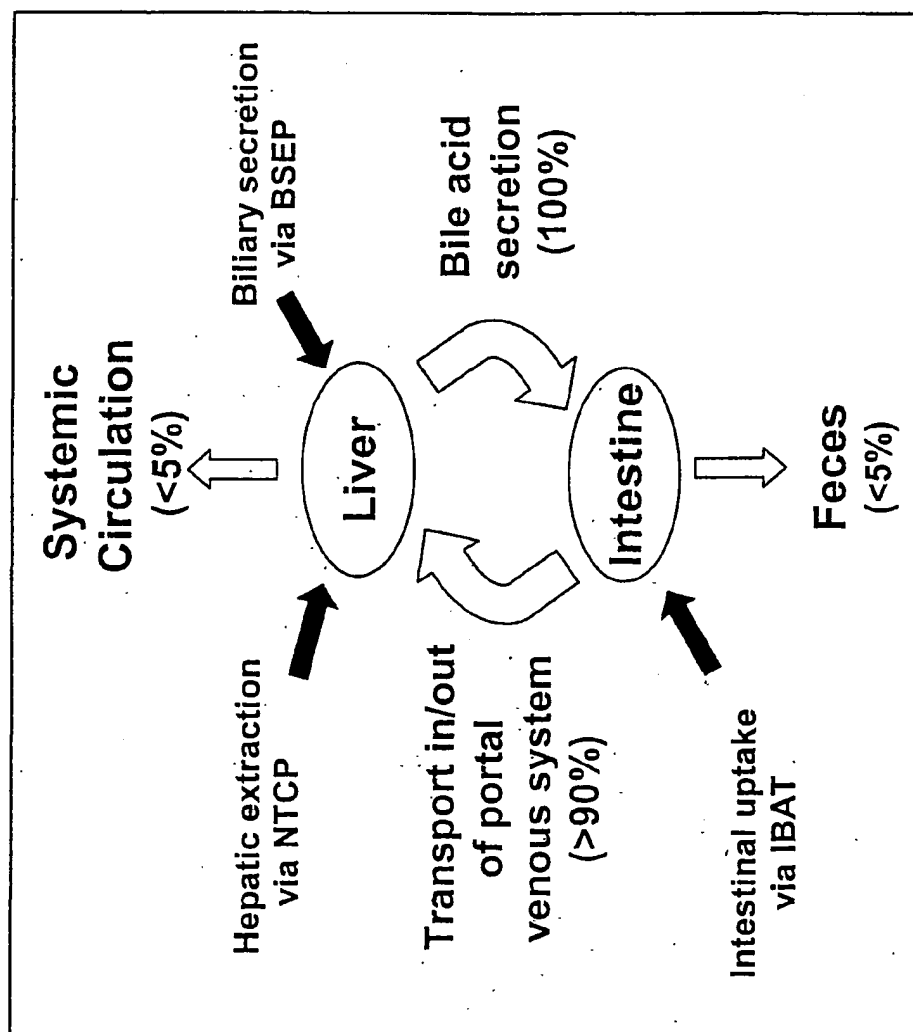 Systemic
Circulation
(<5%)
Hepatic extraction
via NTCP
Biliary secretion
via BSEP
Liver
Transport in/out
of portal
venous system
(>90%)
Bile acid
secretion
(100%)
Intestine
Intestinal uptake
via IBAT
Feces
(<5%)